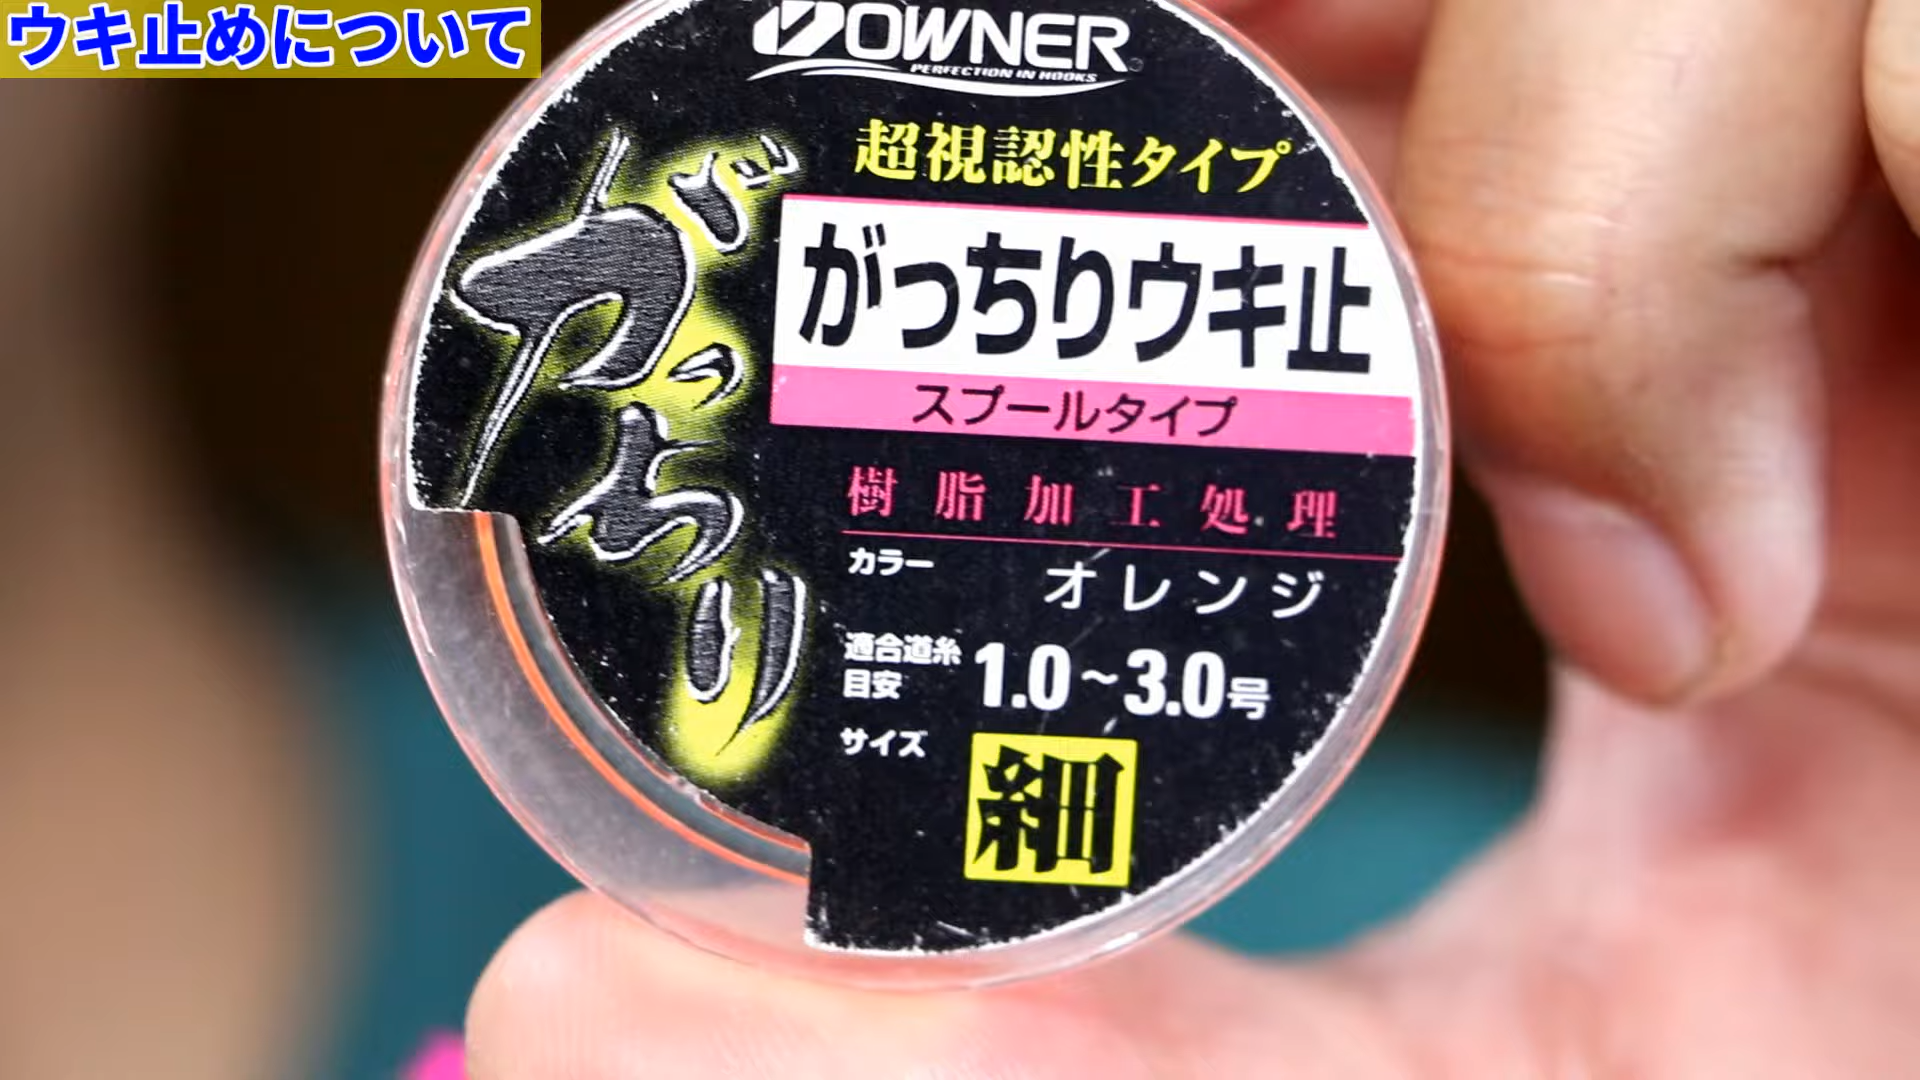 ウキ止めについて
OWNER
PERFECTION IN HOOKS
がっちり
超視認性タイプ
がっちりウキ止
スプールタイプ
樹脂加工処理
カラー オレンジ
適合道糸目安 1.0~3.0号
サイズ 細